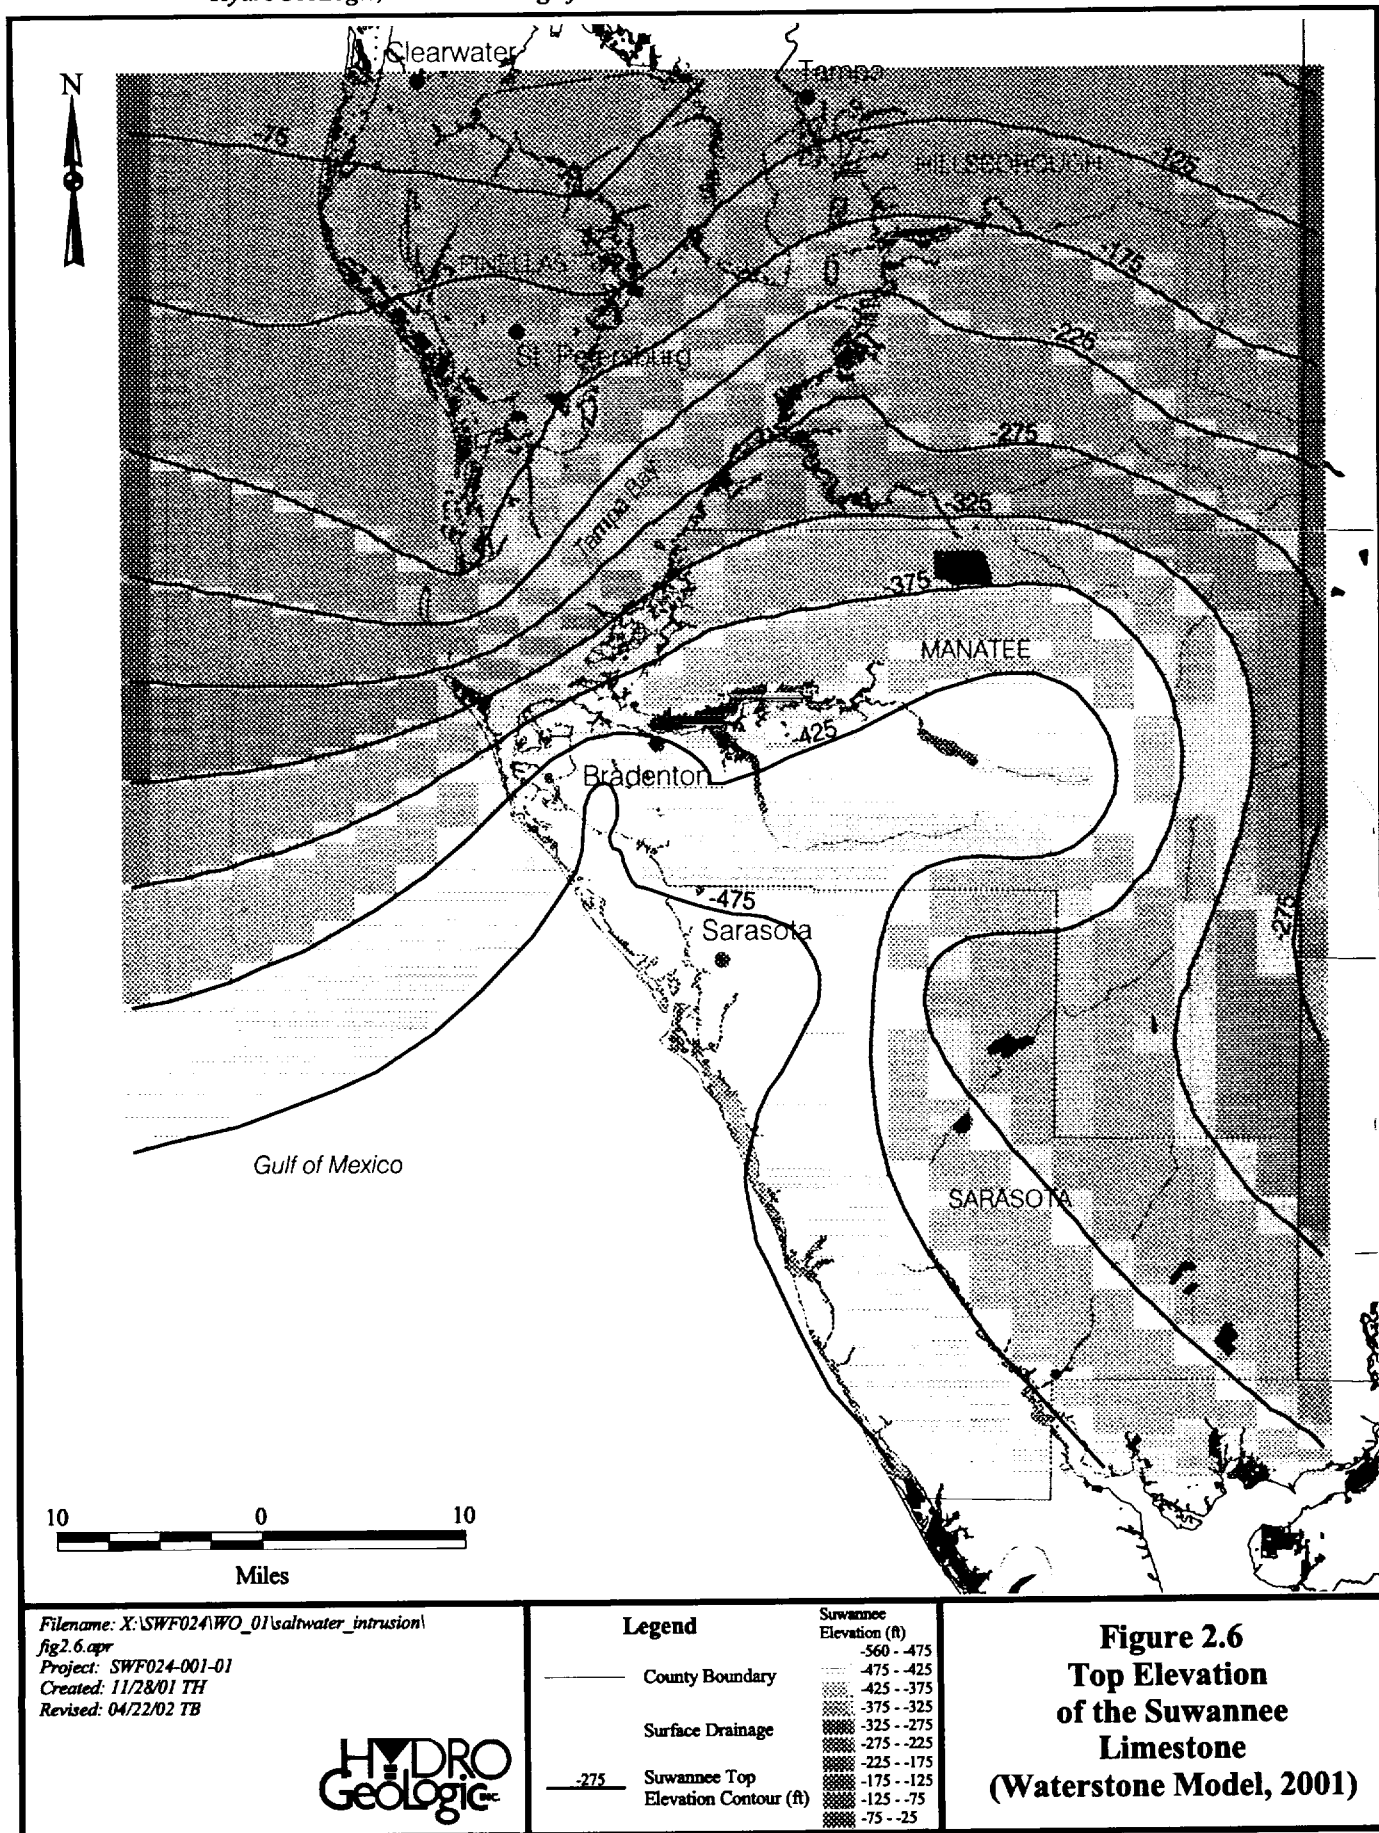 Clearwater
Tampa
N
-75
HILLSBOROUGH
-125
-175
PINELLAS
-225
St. Petersburg
275
Tampa Bay
-325
-375
MANATEE
-425
Bradenton
-475
-275
Sarasota
Gulf of Mexico
SARASOTA
10 0 10
Miles
Filename: X:\SWF024\WO_01\saltwater_intrusion\
fig2.6.apr
Project: SWF024-001-01
Created: 11/28/01 TH
Revised: 04/22/02 TB
HYDRO
GeoLogic INC.
Legend
County Boundary
Surface Drainage
-275 Suwannee Top
Elevation Contour (ft)
Suwannee
Elevation (ft)
-560 - -475
-475 - -425
-425 - -375
-375 - -325
-325 - -275
-275 - -225
-225 - -175
-175 - -125
-125 - -75
-75 - -25
Figure 2.6
Top Elevation
of the Suwannee
Limestone
(Waterstone Model, 2001)